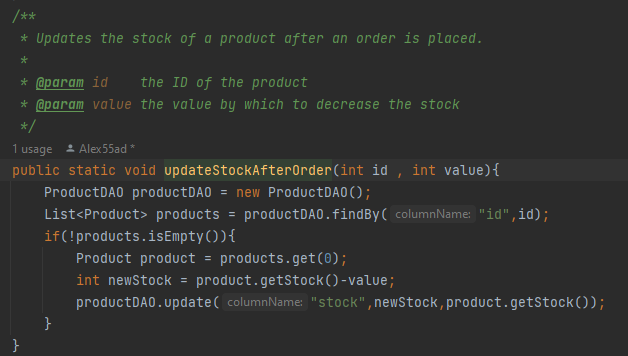 /**
 * Updates the stock of a product after an order is placed.
 *
 * @param id    the ID of the product
 * @param value the value by which to decrease the stock
 */
1 usage   Alex55ad *
public static void updateStockAfterOrder(int id , int value){
    ProductDAO productDAO = new ProductDAO();
    List<Product> products = productDAO.findBy( columnName: "id",id);
    if(!products.isEmpty()){
        Product product = products.get(0);
        int newStock = product.getStock()-value;
        productDAO.update( columnName: "stock",newStock,product.getStock());
    }
}